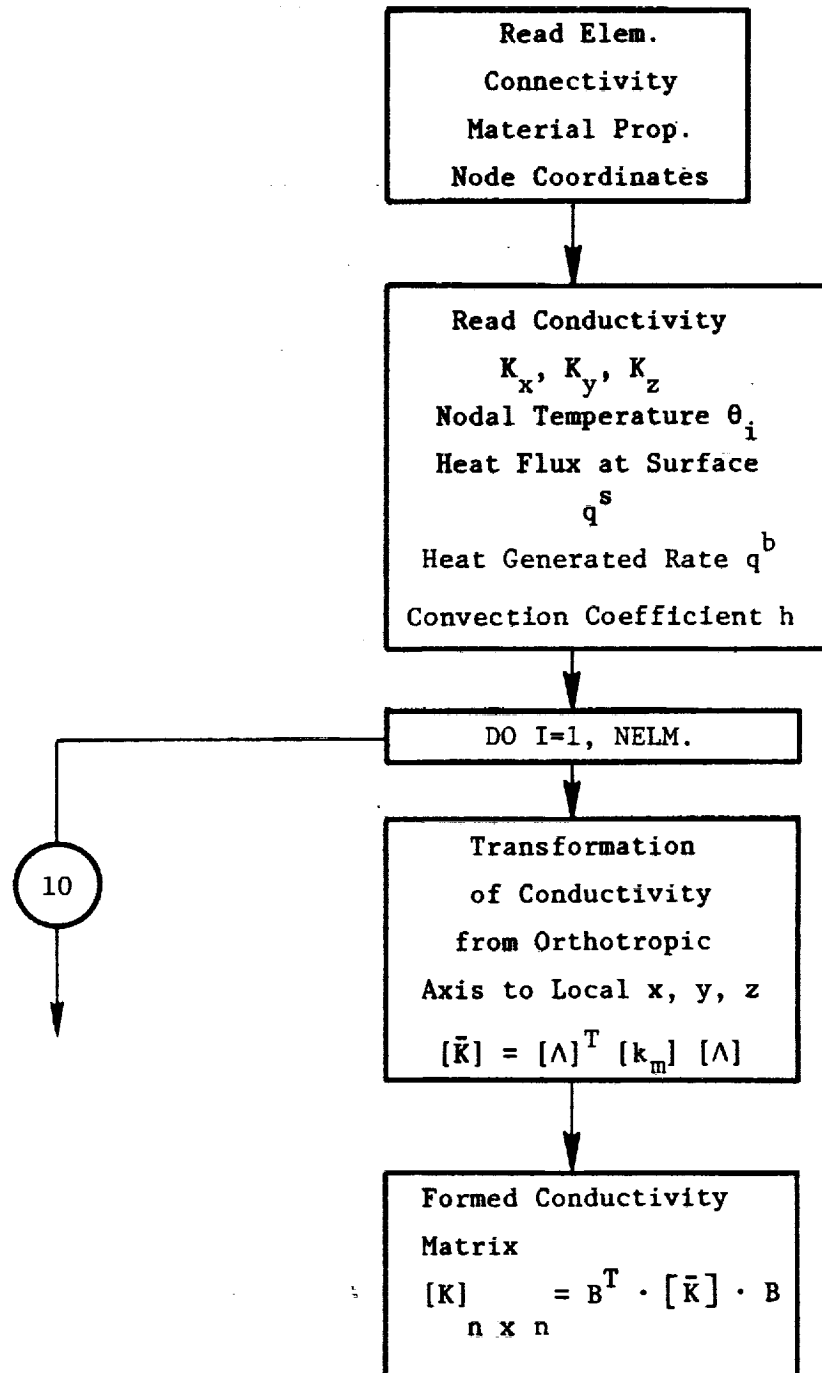 Read Elem.
Connectivity
Material Prop.
Node Coordinates
Read Conductivity
K_x, K_y, K_z
Nodal Temperature θ_i
Heat Flux at Surface
q^s
Heat Generated Rate q^b
Convection Coefficient h
DO I=1, NELM.
10
Transformation
of Conductivity
from Orthotropic
Axis to Local x, y, z
[K̄] = [Λ]^T [k_m] [Λ]
Formed Conductivity
Matrix
[K] = B^T · [K̄] · B
n x n